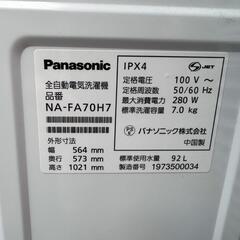 Panasonic
全自動電気洗濯機
品番
NA-FA70H7
外形寸法
幅 564 mm
奥行 573 mm
高さ 1021 mm
IPX4 JET
定格電圧 100 V～
定格周波数 50/60 Hz
最大消費電力 280 W
標準洗濯容量 7.0 kg
パナソニック株式会社
中国製
標準使用水量 92 L
製造番号 1973500034